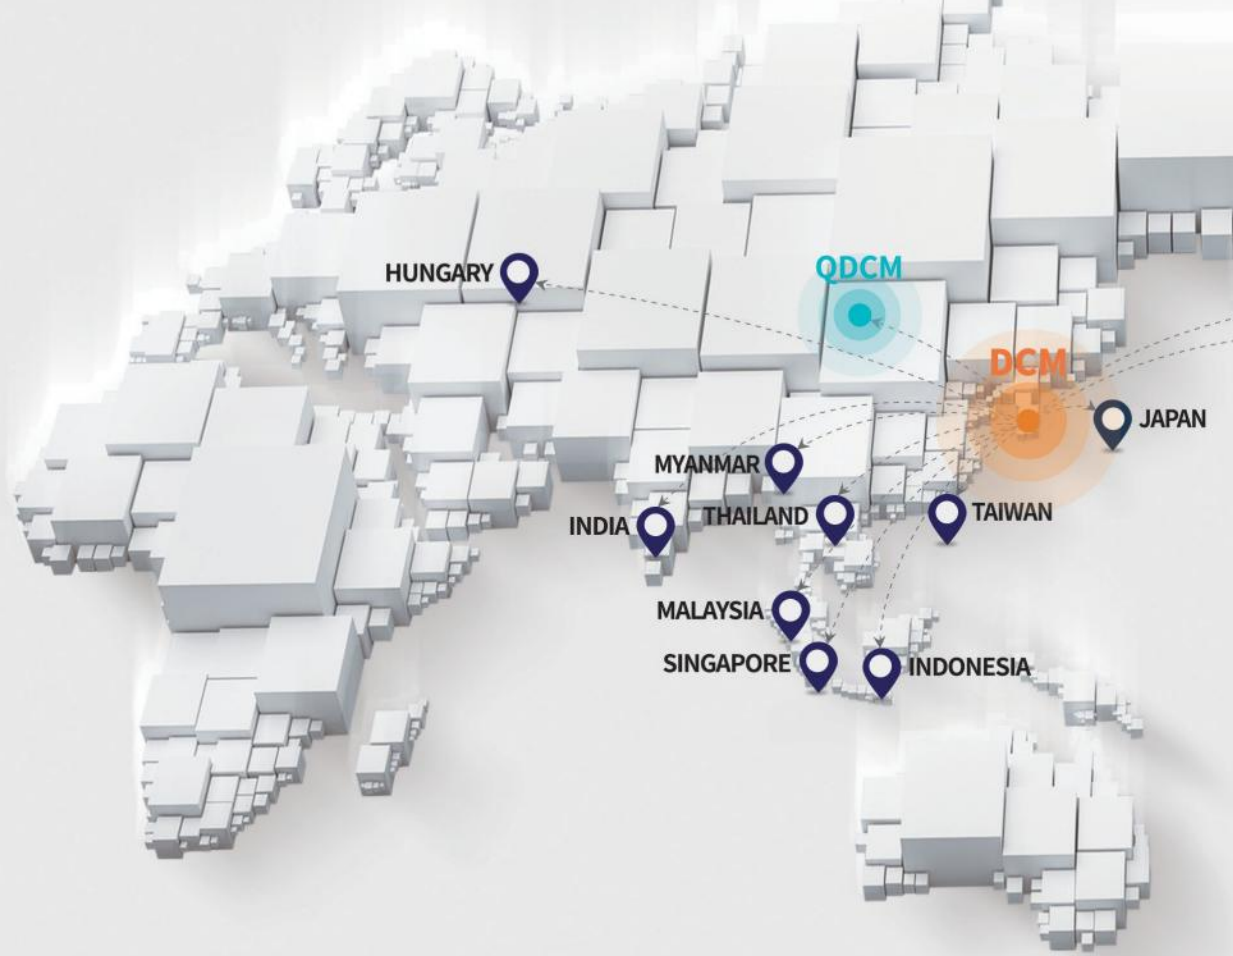 QDCM
HUNGARY
DCM
JAPAN
MYANMAR
THAILAND
TAIWAN
INDIA
MALAYSIA
SINGAPORE
INDONESIA